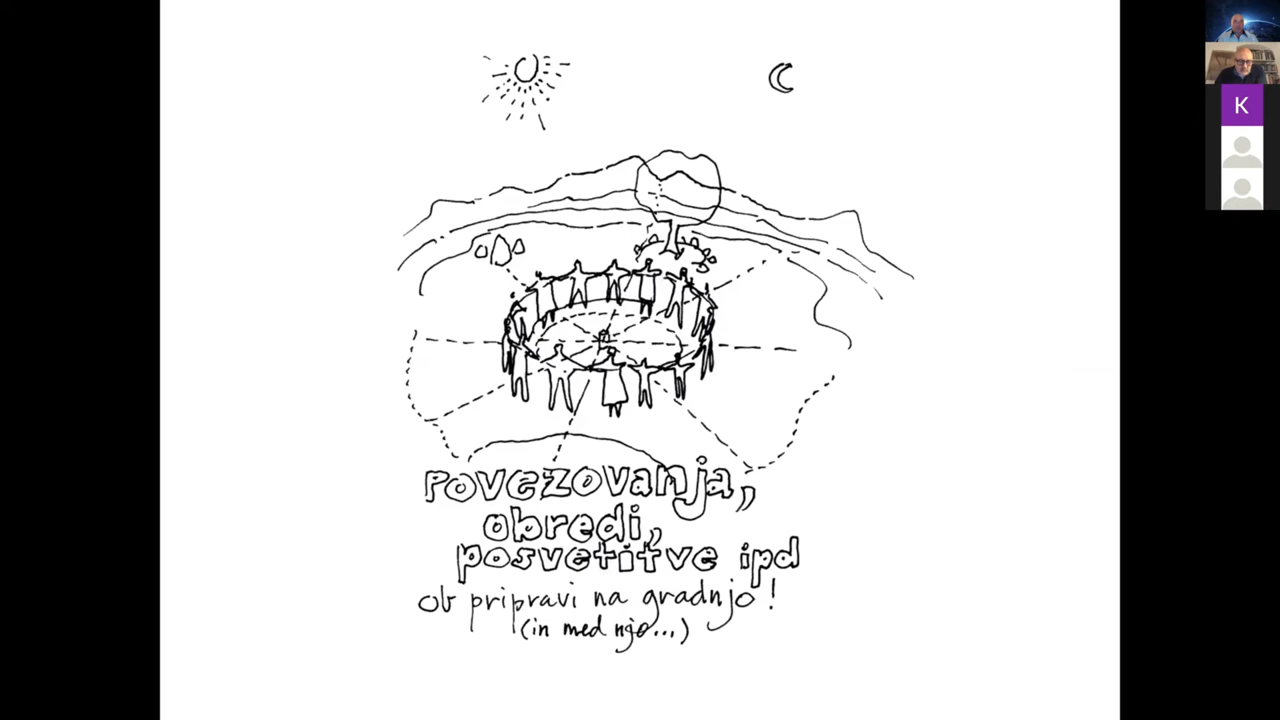 Povezovanja,
obredi,
posvetitve ipd
ob pripravi na gradnjo!
(in med njo...)
K